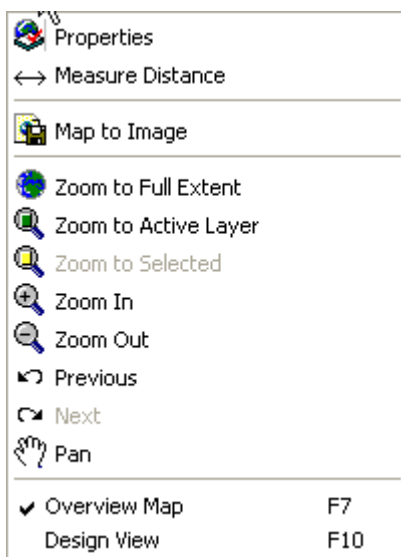 Properties
Measure Distance
Map to Image
Zoom to Full Extent
Zoom to Active Layer
Zoom to Selected
Zoom In
Zoom Out
Previous
Next
Pan
Overview Map F7
Design View F10